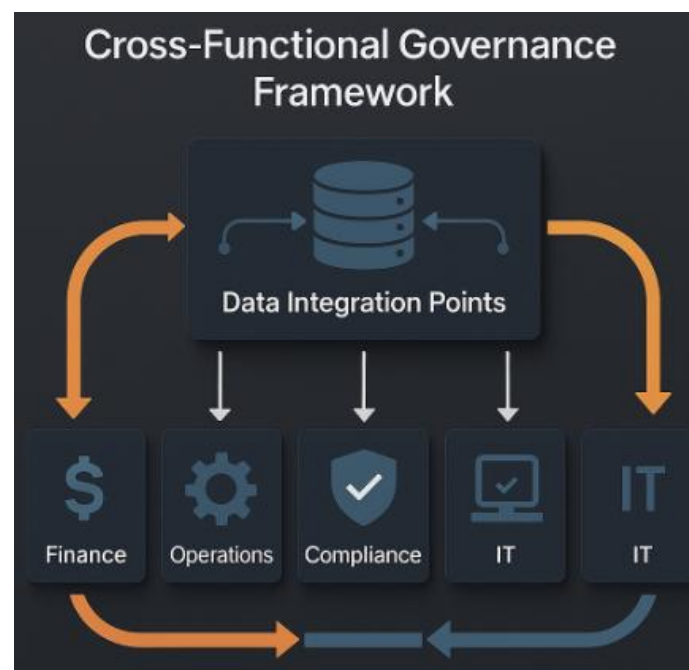 Cross-Functional Governance
Framework
Data Integration Points
$
IT
Finance
Operations
Compliance
IT
IT